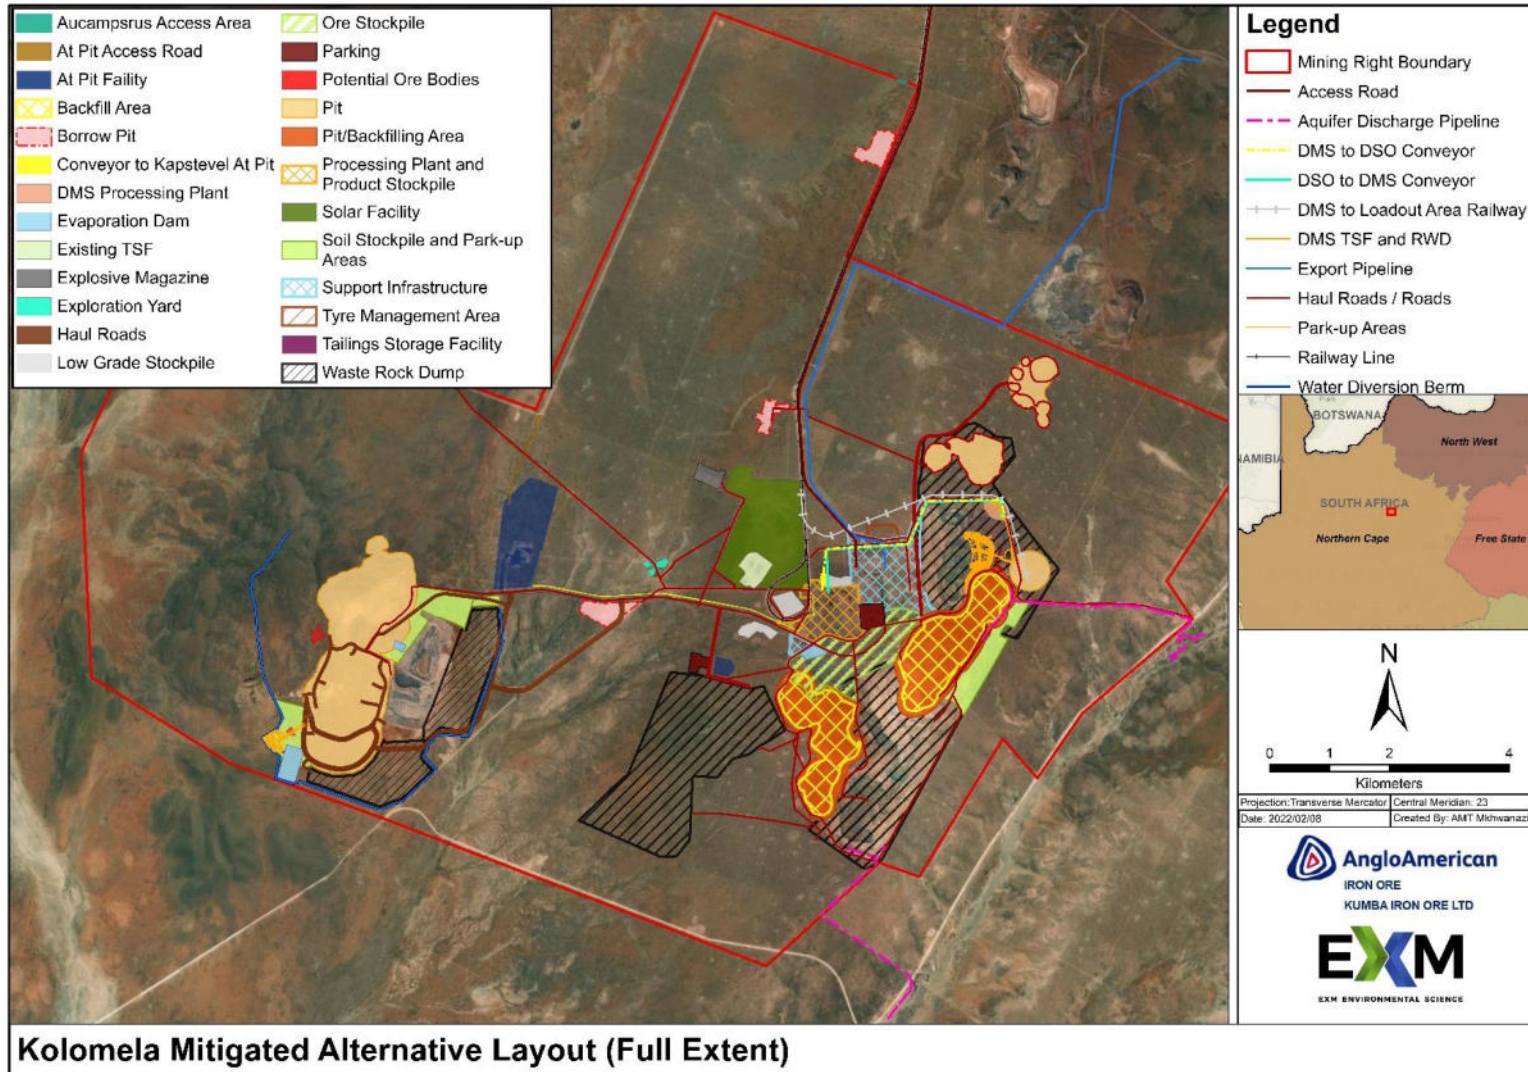 Aucampsrus Access Area
At Pit Access Road
At Pit Faility
Backfill Area
Borrow Pit
Conveyor to Kapstevel At Pit
DMS Processing Plant
Evaporation Dam
Existing TSF
Explosive Magazine
Exploration Yard
Haul Roads
Low Grade Stockpile
Ore Stockpile
Parking
Potential Ore Bodies
Pit
Pit/Backfilling Area
Processing Plant and
Product Stockpile
Solar Facility
Soil Stockpile and Park-up
Areas
Support Infrastructure
Tyre Management Area
Tailings Storage Facility
Waste Rock Dump
Legend
Mining Right Boundary
Access Road
Aquifer Discharge Pipeline
DMS to DSO Conveyor
DSO to DMS Conveyor
DMS to Loadout Area Railway
DMS TSF and RWD
Export Pipeline
Haul Roads / Roads
Park-up Areas
Railway Line
Water Diversion Berm
BOTSWANA
North West
NAMIBIA
SOUTH AFRICA
Northern Cape
Free State
N
0 1 2 4
Kilometers
Projection:Transverse Mercator Central Meridian: 23
Date: 2022/02/08 Created By: AMT Mkhwanazi
AngloAmerican
IRON ORE
KUMBA IRON ORE LTD
EXM
EXM ENVIRONMENTAL SCIENCE
Kolomela Mitigated Alternative Layout (Full Extent)